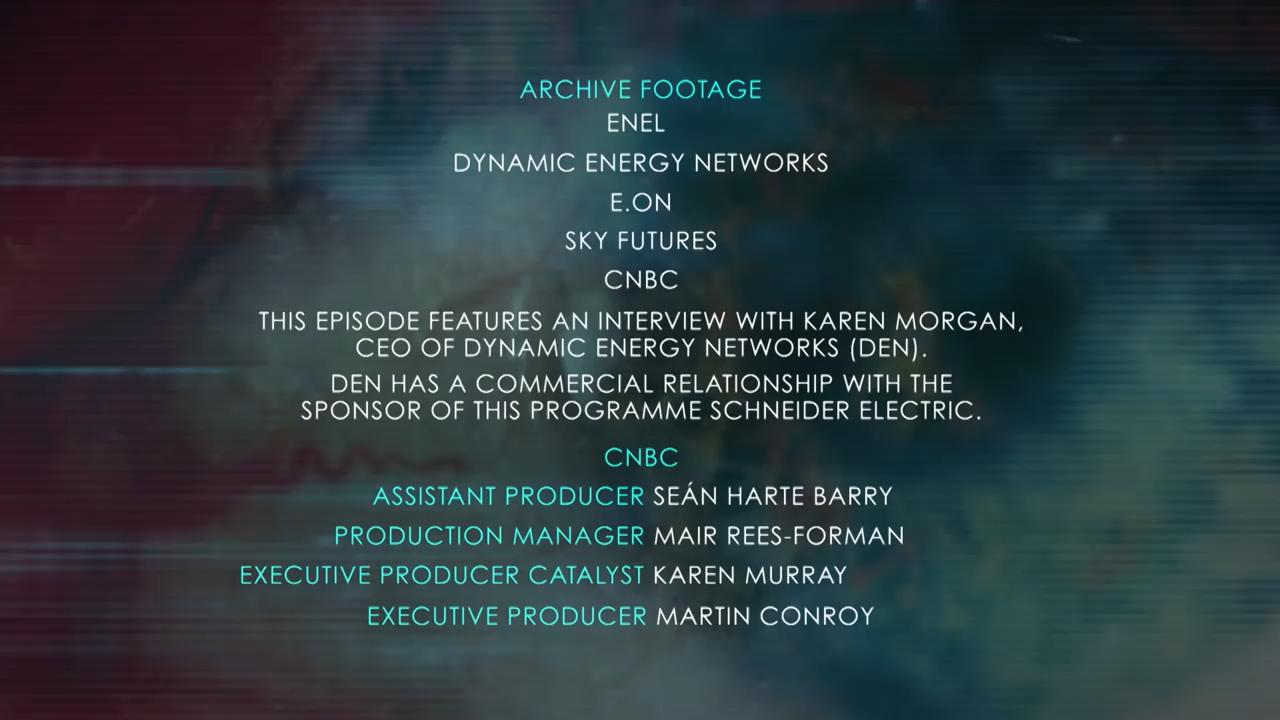 ARCHIVE FOOTAGE
ENEL
DYNAMIC ENERGY NETWORKS
E.ON
SKY FUTURES
CNBC
THIS EPISODE FEATURES AN INTERVIEW WITH KAREN MORGAN,
CEO OF DYNAMIC ENERGY NETWORKS (DEN).
DEN HAS A COMMERCIAL RELATIONSHIP WITH THE
SPONSOR OF THIS PROGRAMME SCHNEIDER ELECTRIC.
CNBC
ASSISTANT PRODUCER SEÁN HARTE BARRY
PRODUCTION MANAGER MAIR REES-FORMAN
EXECUTIVE PRODUCER CATALYST KAREN MURRAY
EXECUTIVE PRODUCER MARTIN CONROY